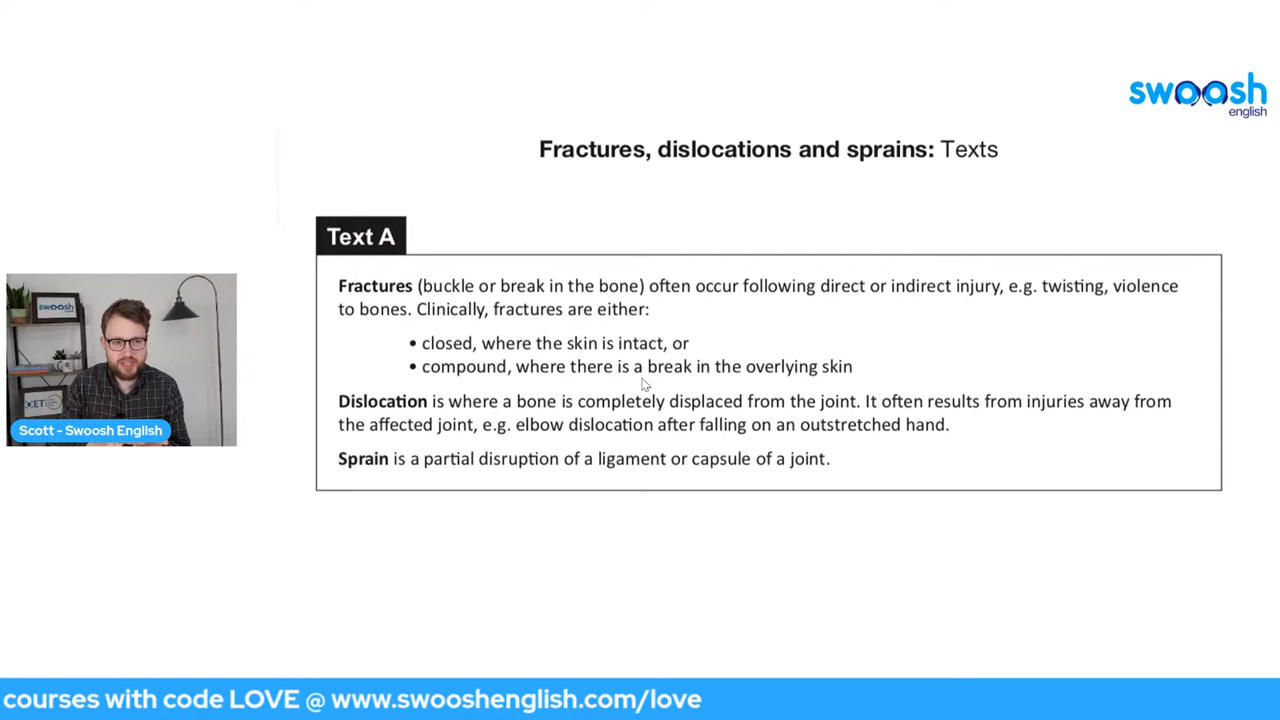 swoosh
english
Fractures, dislocations and sprains: Texts
Text A
Fractures (buckle or break in the bone) often occur following direct or indirect injury, e.g. twisting, violence
to bones. Clinically, fractures are either:
• closed, where the skin is intact, or
• compound, where there is a break in the overlying skin
Dislocation is where a bone is completely displaced from the joint. It often results from injuries away from
the affected joint, e.g. elbow dislocation after falling on an outstretched hand.
Sprain is a partial disruption of a ligament or capsule of a joint.
swoosh
OET
Scott - Swoosh English
courses with code LOVE @ www.swooshenglish.com/love